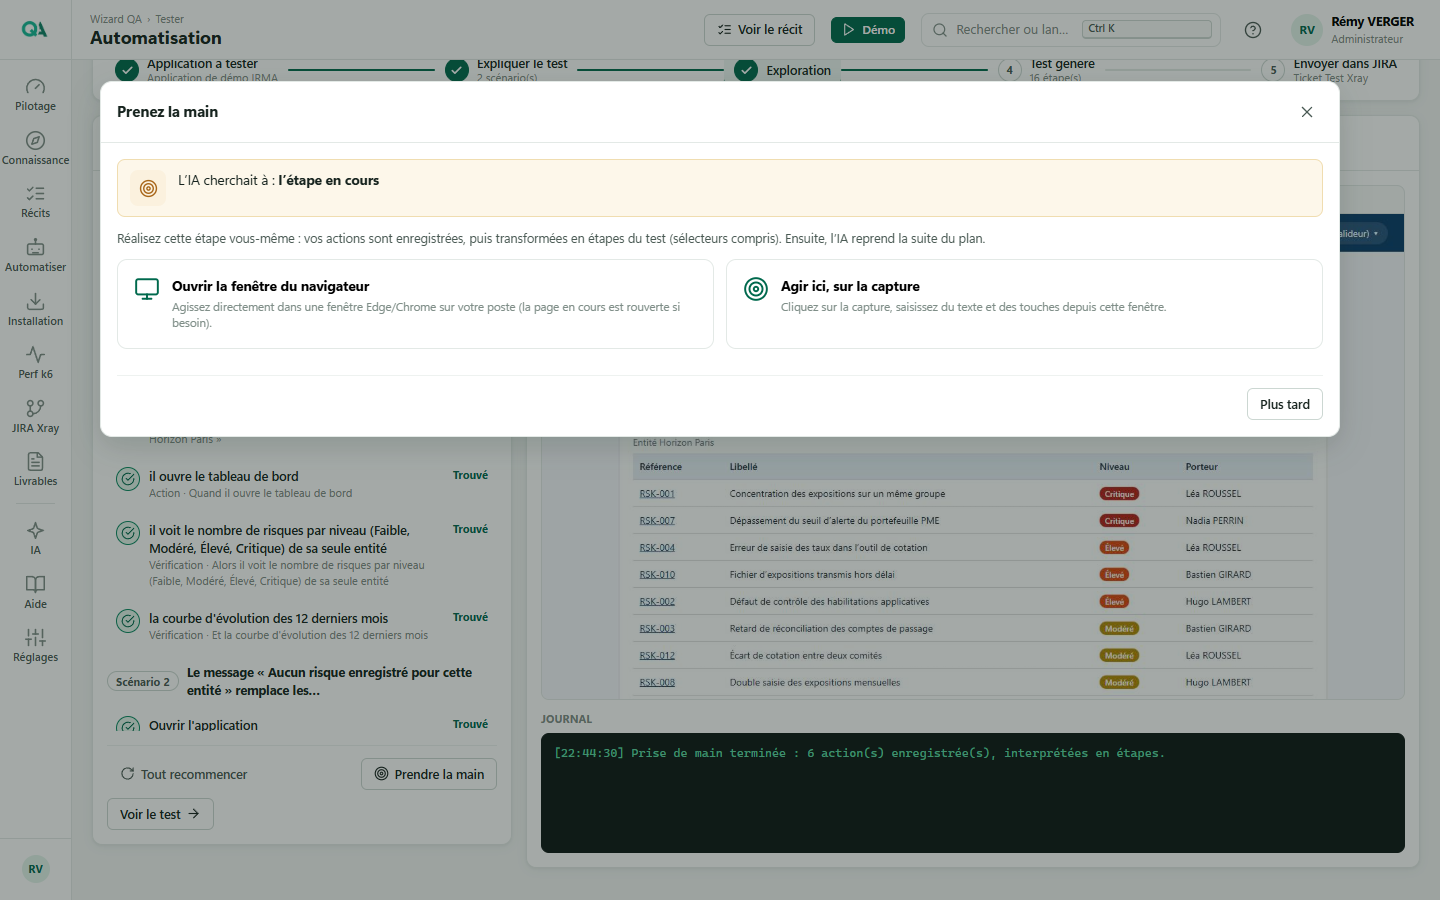 QA
Wizard QA › Tester
Automatisation
Voir le récit
Démo
Rechercher ou lan...
Ctrl K
RV
Rémy VERGER
Administrateur
Pilotage
Connaissance
Récits
Automatiser
Installation
Perf k6
JIRA Xray
Livrables
IA
Aide
Réglages
RV
Application à tester
Application de démo IRMA
Expliquer le test
2 scénario(s)
Exploration
4
Test généré
16 étape(s)
5
Envoyer dans JIRA
Ticket Test Xray
Prenez la main
L’IA cherchait à : l’étape en cours
Réalisez cette étape vous-même : vos actions sont enregistrées, puis transformées en étapes du test (sélecteurs compris). Ensuite, l’IA reprend la suite du plan.
Ouvrir la fenêtre du navigateur
Agissez directement dans une fenêtre Edge/Chrome sur votre poste (la page en cours est rouverte si
besoin).
Agir ici, sur la capture
Cliquez sur la capture, saisissez du texte et des touches depuis cette fenêtre.
Plus tard
Horizon Paris »
il ouvre le tableau de bord
Trouvé
Action · Quand il ouvre le tableau de bord
il voit le nombre de risques par niveau (Faible,
Modéré, Élevé, Critique) de sa seule entité
Trouvé
Vérification · Alors il voit le nombre de risques par niveau
(Faible, Modéré, Élevé, Critique) de sa seule entité
la courbe d'évolution des 12 derniers mois
Trouvé
Vérification · Et la courbe d'évolution des 12 derniers mois
Scénario 2
Le message « Aucun risque enregistré pour cette
entité » remplace les...
Ouvrir l'application
Trouvé
Tout recommencer
Prendre la main
Voir le test
Entité Horizon Paris
Référence Libellé Niveau Porteur
RSK-001 Concentration des expositions sur un même groupe Critique Léa ROUSSEL
RSK-007 Dépassement du seuil d'alerte du portefeuille PME Critique Nadia PERRIN
RSK-004 Erreur de saisie des taux dans l'outil de cotation Élevé Léa ROUSSEL
RSK-010 Fichier d'expositions transmis hors délai Élevé Bastien GIRARD
RSK-002 Défaut de contrôle des habilitations applicatives Élevé Hugo LAMBERT
RSK-003 Retard de réconciliation des comptes de passage Modéré Bastien GIRARD
RSK-012 Écart de cotation entre deux comités Modéré Léa ROUSSEL
RSK-008 Double saisie des expositions mensuelles Modéré Hugo LAMBERT
JOURNAL
[22:44:30] Prise de main terminée : 6 action(s) enregistrée(s), interprétées en étapes.